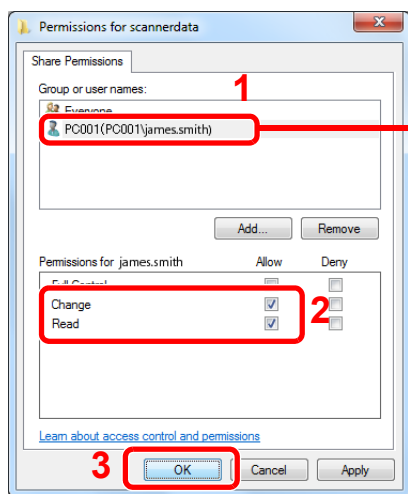 Permissions for scannerdata
Share Permissions
Group or user names:
1
Everyone
PC001(PC001\james.smith)
Add... Remove
Permissions for james.smith Allow Deny
Full Control
Change
2
Read
Learn about access control and permissions
3
OK Cancel Apply